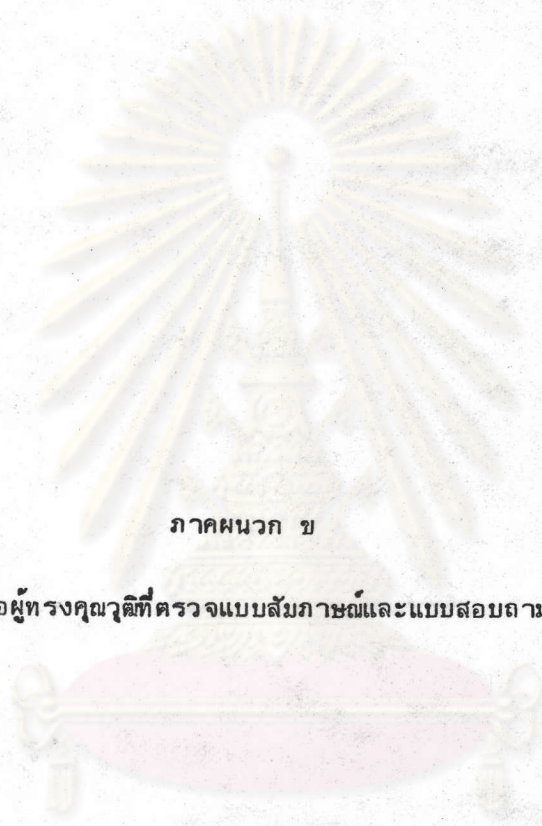 ภาคผนวก ข
อผู้ทรงคุณวุฒิที่ตรวจแบบสัมภาษณ์และแบบสอบถาม